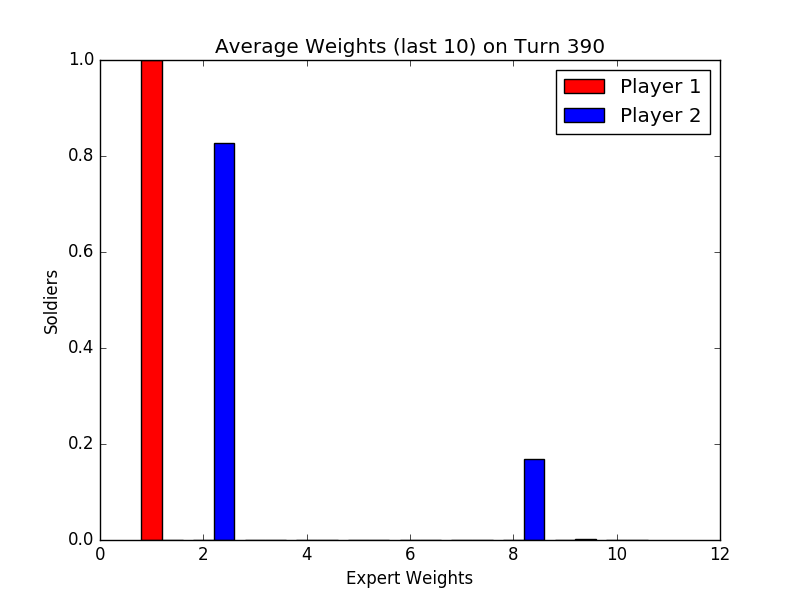 Average Weights (last 10) on Turn 390
Player 1
Player 2
1.0
0.8
0.6
0.4
0.2
0.0
Soldiers
0 2 4 6 8 10 12
Expert Weights